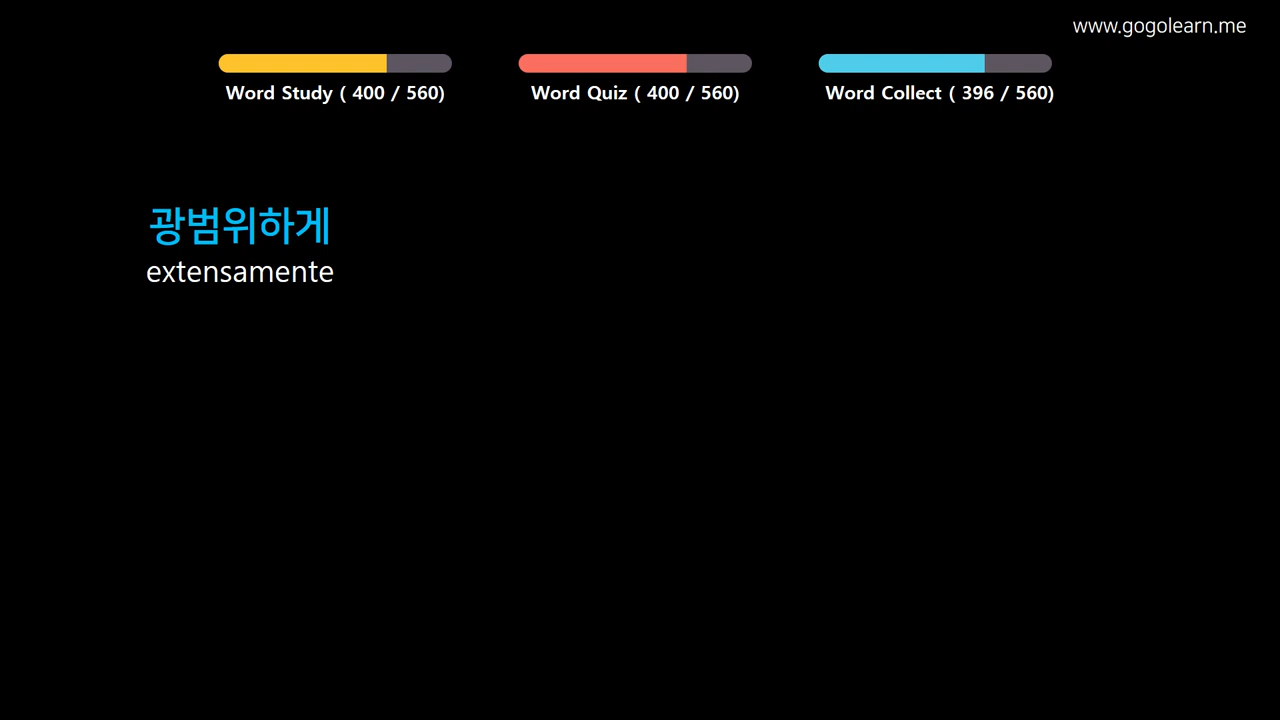 www.gogolearn.me
Word Study ( 400 / 560)
Word Quiz ( 400 / 560)
Word Collect ( 396 / 560)
광범위하게
extensamente